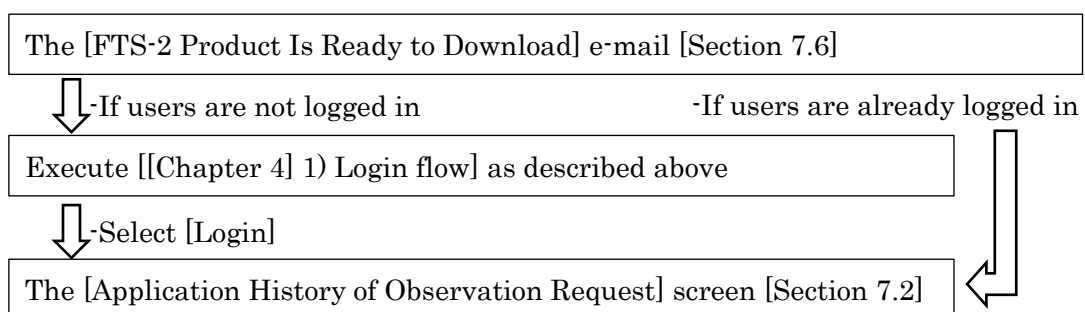 The [FTS-2 Product Is Ready to Download] e-mail [Section 7.6]
-If users are not logged in
-If users are already logged in
Execute [[Chapter 4] 1) Login flow] as described above
-Select [Login]
The [Application History of Observation Request] screen [Section 7.2]